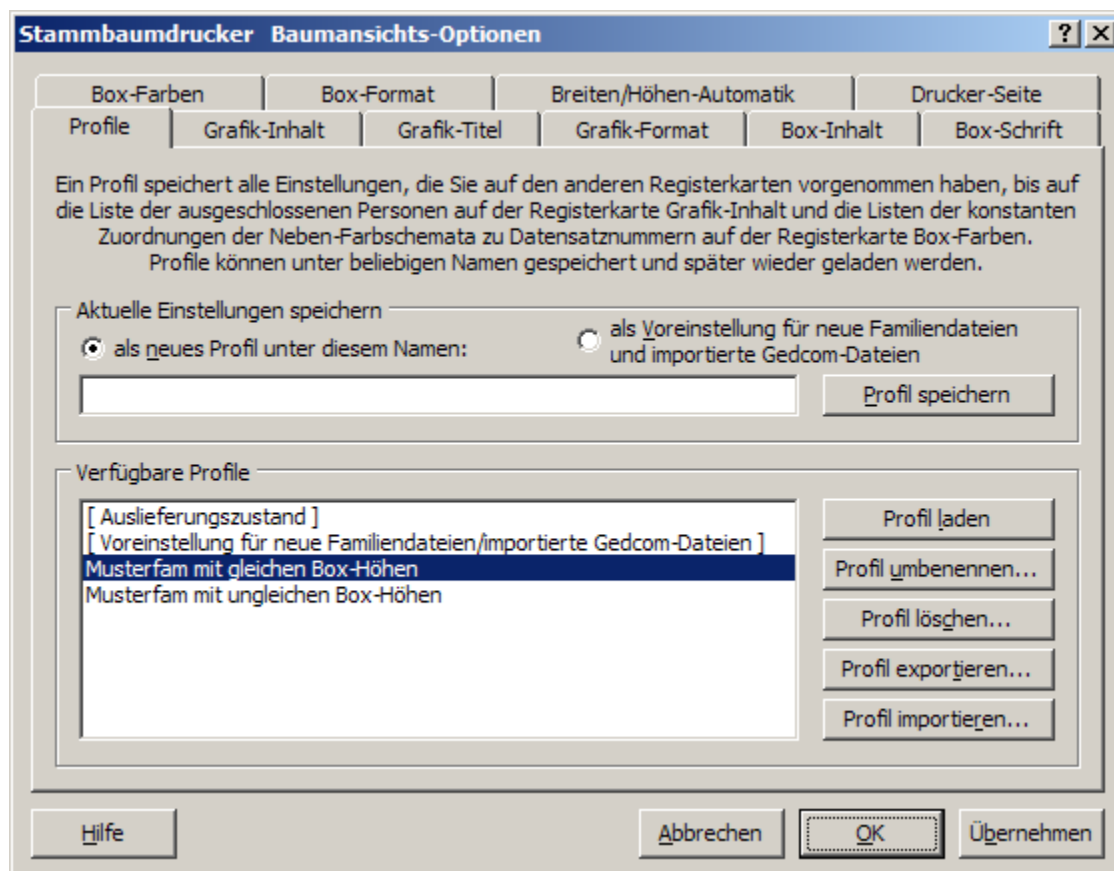 Stammbaumdrucker Baumansichts-Optionen
Box-Farben Box-Format Breiten/Höhen-Automatik Drucker-Seite
Profile Grafik-Inhalt Grafik-Titel Grafik-Format Box-Inhalt Box-Schrift
Ein Profil speichert alle Einstellungen, die Sie auf den anderen Registerkarten vorgenommen haben, bis auf
die Liste der ausgeschlossenen Personen auf der Registerkarte Grafik-Inhalt und die Listen der konstanten
Zuordnungen der Neben-Farbschemata zu Datensatznummern auf der Registerkarte Box-Farben.
Profile können unter beliebigen Namen gespeichert und später wieder geladen werden.
Aktuelle Einstellungen speichern
als neues Profil unter diesem Namen:
als Voreinstellung für neue Familiendateien
und importierte Gedcom-Dateien
Profil speichern
Verfügbare Profile
[ Auslieferungszustand ]
[ Voreinstellung für neue Familiendateien/importierte Gedcom-Dateien ]
Musterfam mit gleichen Box-Höhen
Musterfam mit ungleichen Box-Höhen
Profil laden
Profil umbenennen...
Profil löschen...
Profil exportieren...
Profil importieren...
Hilfe Abbrechen OK Übernehmen